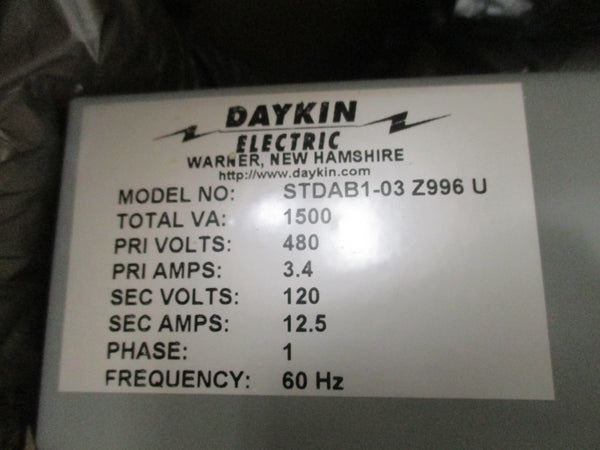 DAYKIN
ELECTRIC
WARNER, NEW HAMSHIRE
http://www.daykin.com
MODEL NO: STDAB1-03 Z996 U
TOTAL VA: 1500
PRI VOLTS: 480
PRI AMPS: 3.4
SEC VOLTS: 120
SEC AMPS: 12.5
PHASE: 1
FREQUENCY: 60 Hz